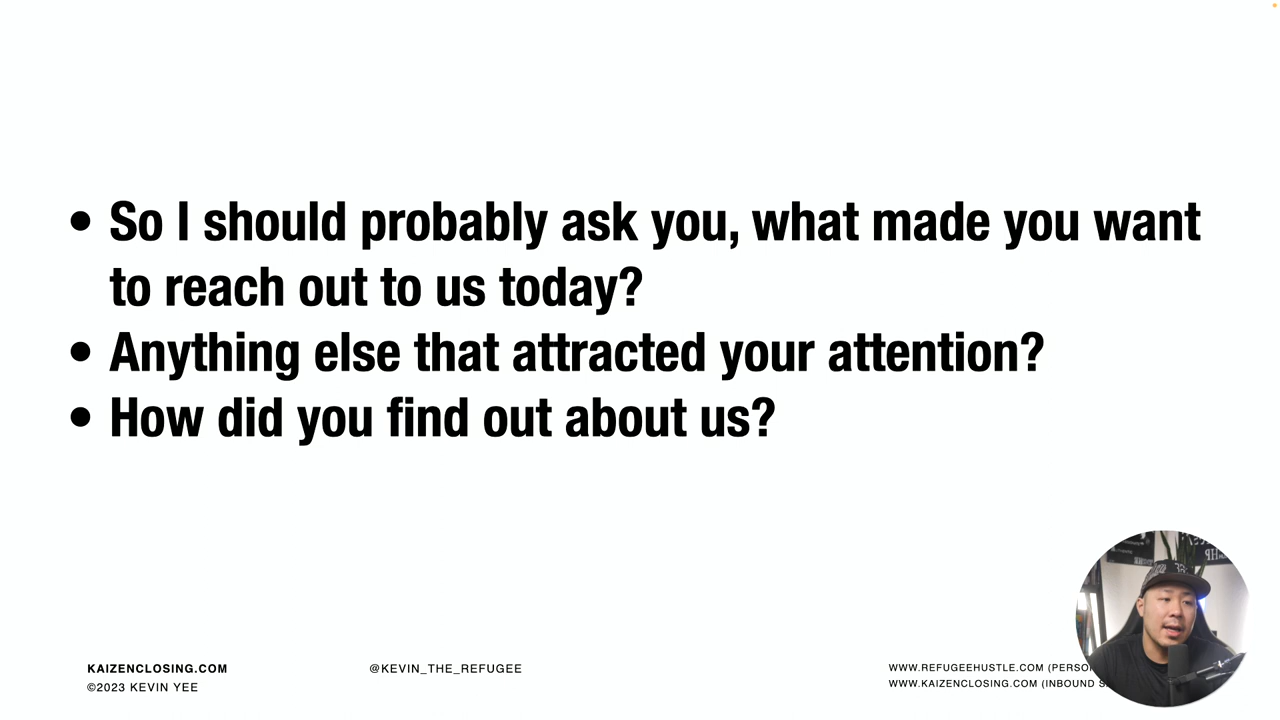 • So I should probably ask you, what made you want
to reach out to us today?
• Anything else that attracted your attention?
• How did you find out about us?
KAIZENCLOSING.COM
©2023 KEVIN YEE
@KEVIN_THE_REFUGEE
WWW.REFUGEEHUSTLE.COM
WWW.KAIZENCLOSING.COM (INBOUND